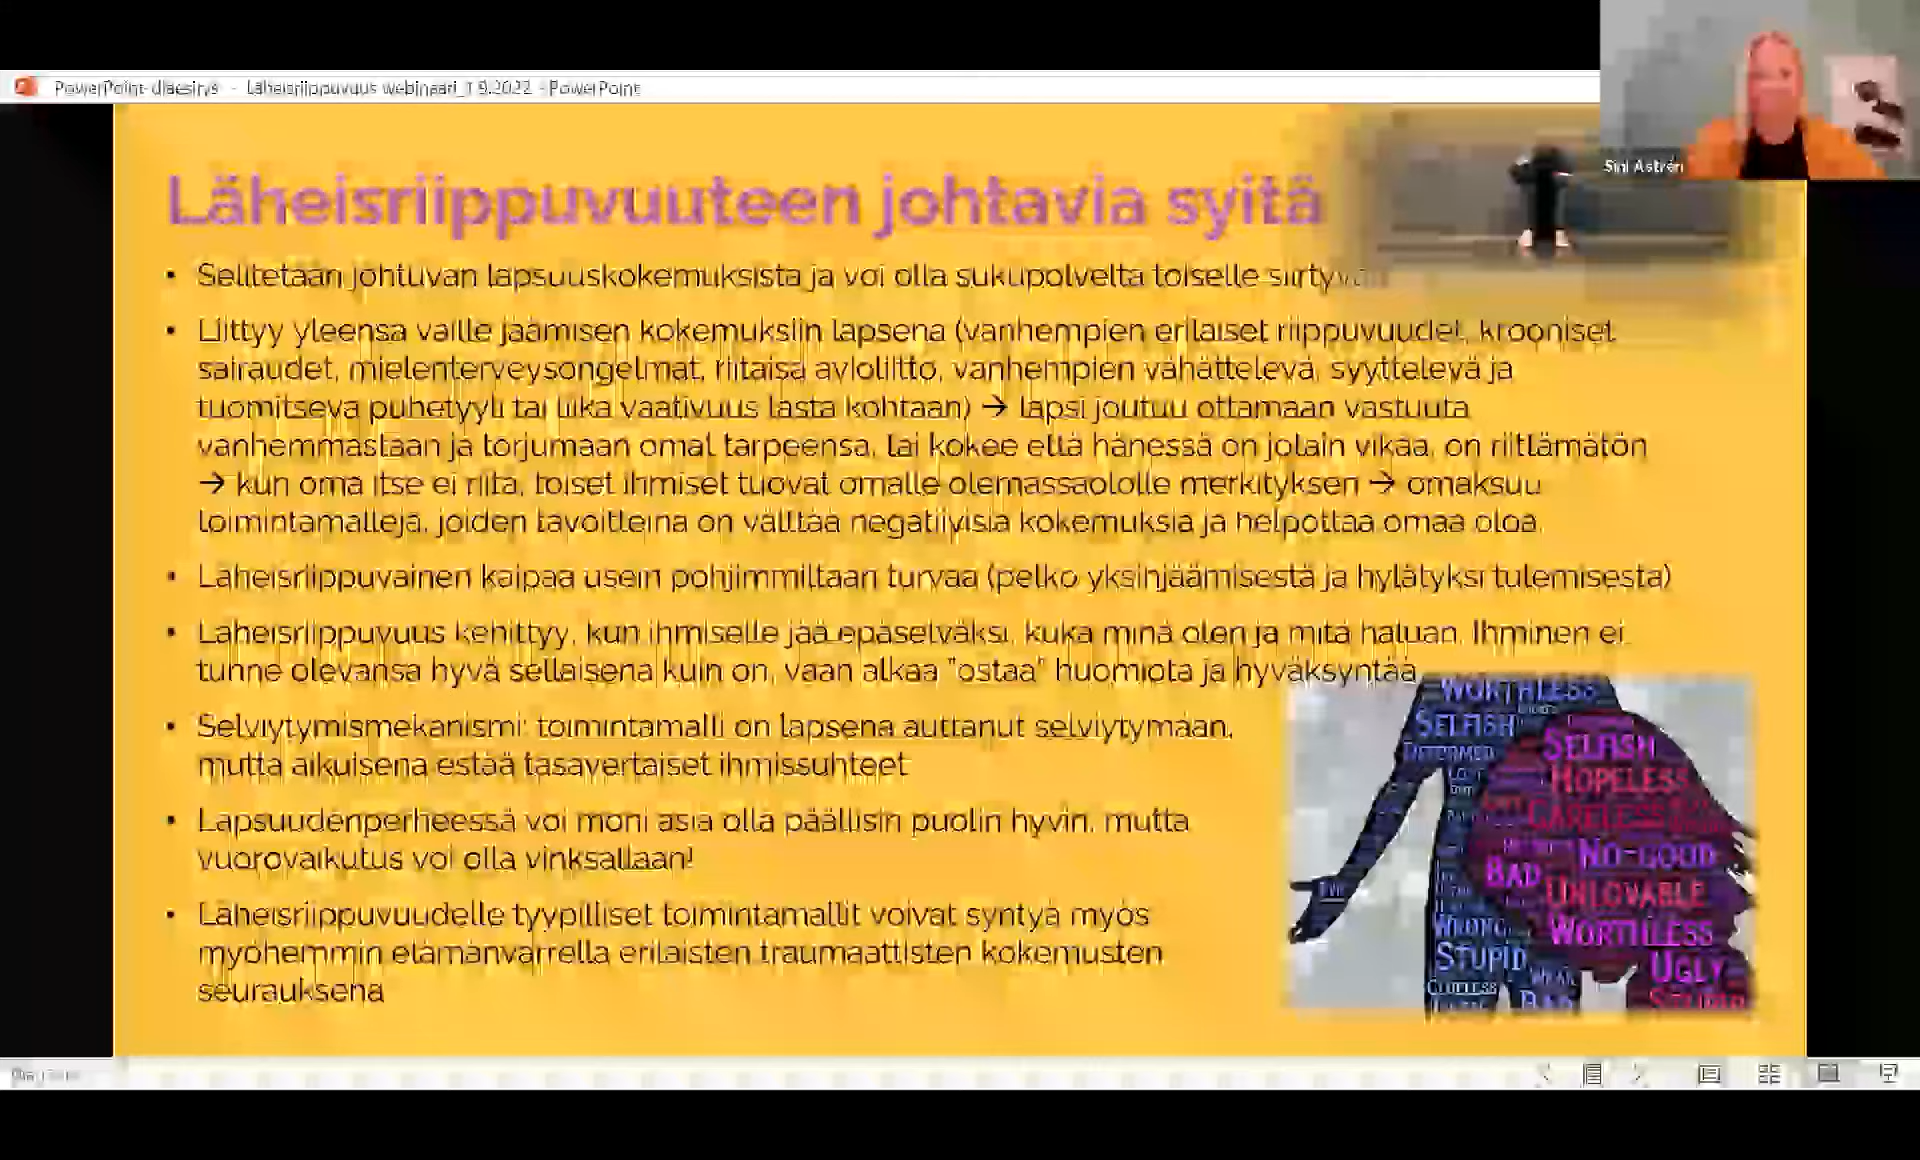 PowerPoint-diaesitys - Läheisriippuvuus webinaari_1.9.2022 - PowerPoint
Sini Åstrén
Läheisriippuvuuteen johtavia syitä
• Selitetään johtuvan lapsuuskokemuksista ja voi olla sukupolvelta toiselle siirtyvää
• Liittyy yleensä vaille jäämisen kokemuksiin lapsena (vanhempien erilaiset riippuvuudet, krooniset
sairaudet, mielenterveysongelmat, riitaisa avioliitto, vanhempien vähättelevä, syyttelevä ja
tuomitseva puhetyyli tai liika vaativuus lasta kohtaan) → lapsi joutuu ottamaan vastuuta
vanhemmastaan ja torjumaan omat tarpeensa, tai kokee että hänessä on jotain vikaa, on riittämätön
→ kun oma itse ei riitä, toiset ihmiset tuovat omalle olemassaololle merkityksen → omaksuu
toimintamalleja, joiden tavoitteina on välttää negatiivisia kokemuksia ja helpottaa omaa oloa
• Läheisriippuvainen kaipaa usein pohjimmiltaan turvaa (pelko yksinjäämisestä ja hylätyksi tulemisesta)
• Läheisriippuvuus kehittyy, kun ihmiselle jää epäselväksi, kuka minä olen ja mitä haluan. Ihminen ei
tunne olevansa hyvä sellaisena kuin on, vaan alkaa "ostaa" huomiota ja hyväksyntää
• Selviytymismekanismi: toimintamalli on lapsena auttanut selviytymään,
mutta aikuisena estää tasavertaiset ihmissuhteet
• Lapsuudenperheessä voi moni asia olla päällisin puolin hyvin, mutta
vuorovaikutus voi olla vinksallaan!
• Läheisriippuvuudelle tyypilliset toimintamallit voivat syntyä myös
myöhemmin elämänvarrella erilaisten traumaattisten kokemusten
seurauksena
WORTHLESS
SELFISH
DEFORMED
SELFISH
HOPELESS
CARELESS
NO-GOOD
BAD
UNLOVABLE
WRONG
WORTHLESS
STUPID
UGLY
WEAK
CLUELESS
BAD
STUPID